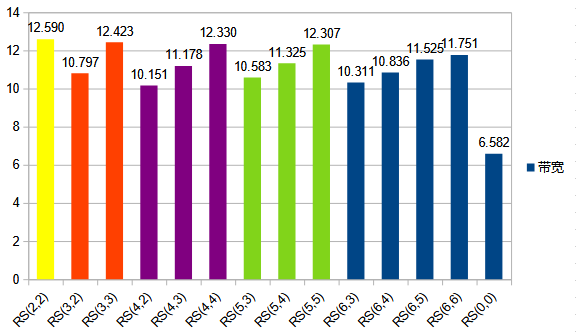 14
12
10
8
6
4
2
0
12.590
10.797
12.423
10.151
11.178
12.330
10.583
11.325
12.307
10.311
10.836
11.525
11.751
6.582
RS(2,2)
RS(3,2)
RS(3,3)
RS(4,2)
RS(4,3)
RS(4,4)
RS(5,3)
RS(5,4)
RS(5,5)
RS(6,3)
RS(6,4)
RS(6,5)
RS(6,6)
RS(0,0)
带宽